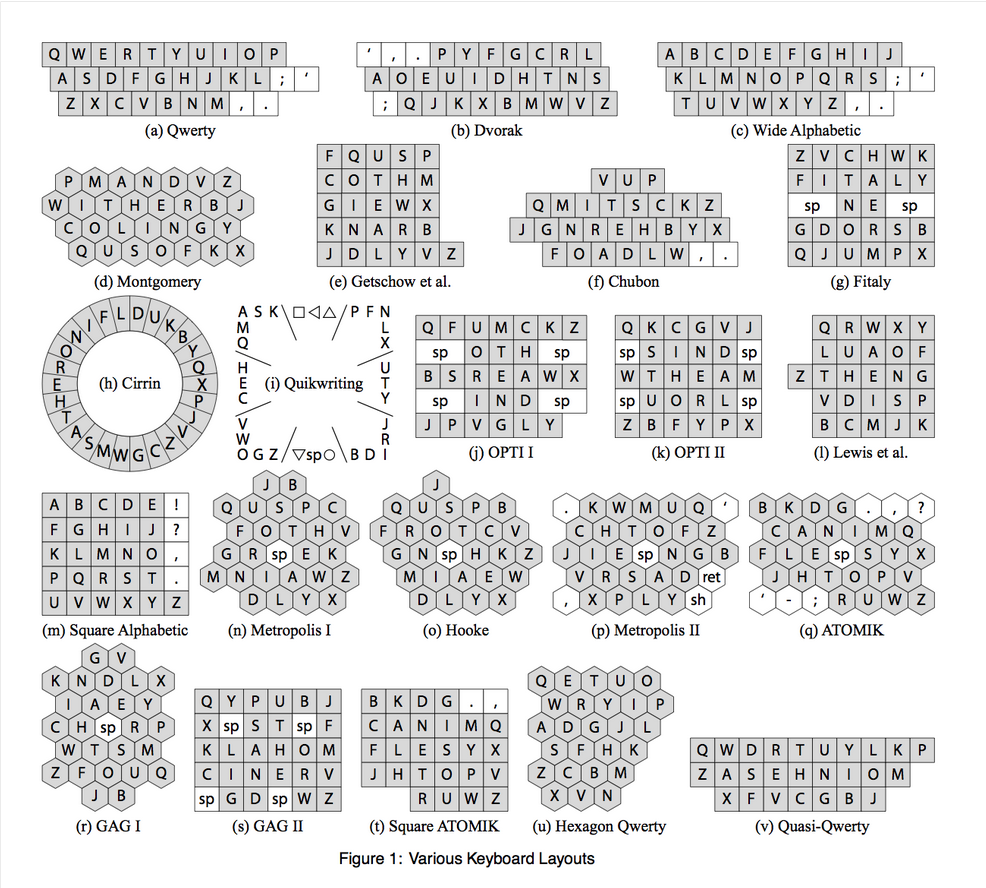 Q W E R T Y U I O P
A S D F G H J K L ; ‘
Z X C V B N M , .
(a) Qwerty
‘ , . P Y F G C R L
A O E U I D H T N S
; Q J K X B M W V Z
(b) Dvorak
A B C D E F G H I J
K L M N O P Q R S ; ‘
T U V W X Y Z , .
(c) Wide Alphabetic
P M A N D V Z
W I T H E R B J
C O L I N G Y
Q U S O F K X
(d) Montgomery
F Q U S P
C O T H M
G I E W X
K N A R B
J D L Y V Z
(e) Getschow et al.
V U P
Q M I T S C K Z
J G N R E H B Y X
F O A D L W , .
(f) Chubon
Z V C H W K
F I T A L Y
sp N E sp
G D O R S B
Q J U M P X
(g) Fitaly
F L D U K B Y Q X P J V Z C G W M S A T H E R O N I
(h) Cirrin
A S K \ □ ◁ △ / P F N
M L
Q X
H U
E (i) Quikwriting T
C Y
V J
W R
O G Z / ▽ sp ○ \ B D I
Q F U M C K Z
sp O T H sp
B S R E A W X
sp I N D sp
J P V G L Y
(j) OPTI I
Q K C G V J
sp S I N D sp
W T H E A M
sp U O R L sp
Z B F Y P X
(k) OPTI II
Q R W X Y
L U A O F
Z T H E N G
V D I S P
B C M J K
(l) Lewis et al.
A B C D E !
F G H I J ?
K L M N O ,
P Q R S T .
U V W X Y Z
(m) Square Alphabetic
J B
Q U S P C
F O T H V
G R sp E K
M N I A W Z
D L Y X
(n) Metropolis I
J
Q U S P B
F R O T C V
G N sp H K Z
M I A E W
D L Y X
(o) Hooke
. K W M U Q ‘
C H T O F Z
J I E sp N G B
V R S A D ret
, X P L Y sh
(p) Metropolis II
B K D G . , ?
C A N I M Q
F L E sp S Y X
J H T O P V
‘ - ; R U W Z
(q) ATOMIK
G V
K N D L X
I A E Y
C H sp R P
W T S M
Z F O U Q
J B
(r) GAG I
Q Y P U B J
X sp S T sp F
K L A H O M
C I N E R V
sp G D sp W Z
(s) GAG II
B K D G . ,
C A N I M Q
F L E S Y X
J H T O P V
R U W Z
(t) Square ATOMIK
Q E T U O
W R Y I P
A D G J L
S F H K
Z C B M
X V N
(u) Hexagon Qwerty
Q W D R T U Y L K P
Z A S E H N I O M
X F V C G B J
(v) Quasi-Qwerty
Figure 1: Various Keyboard Layouts